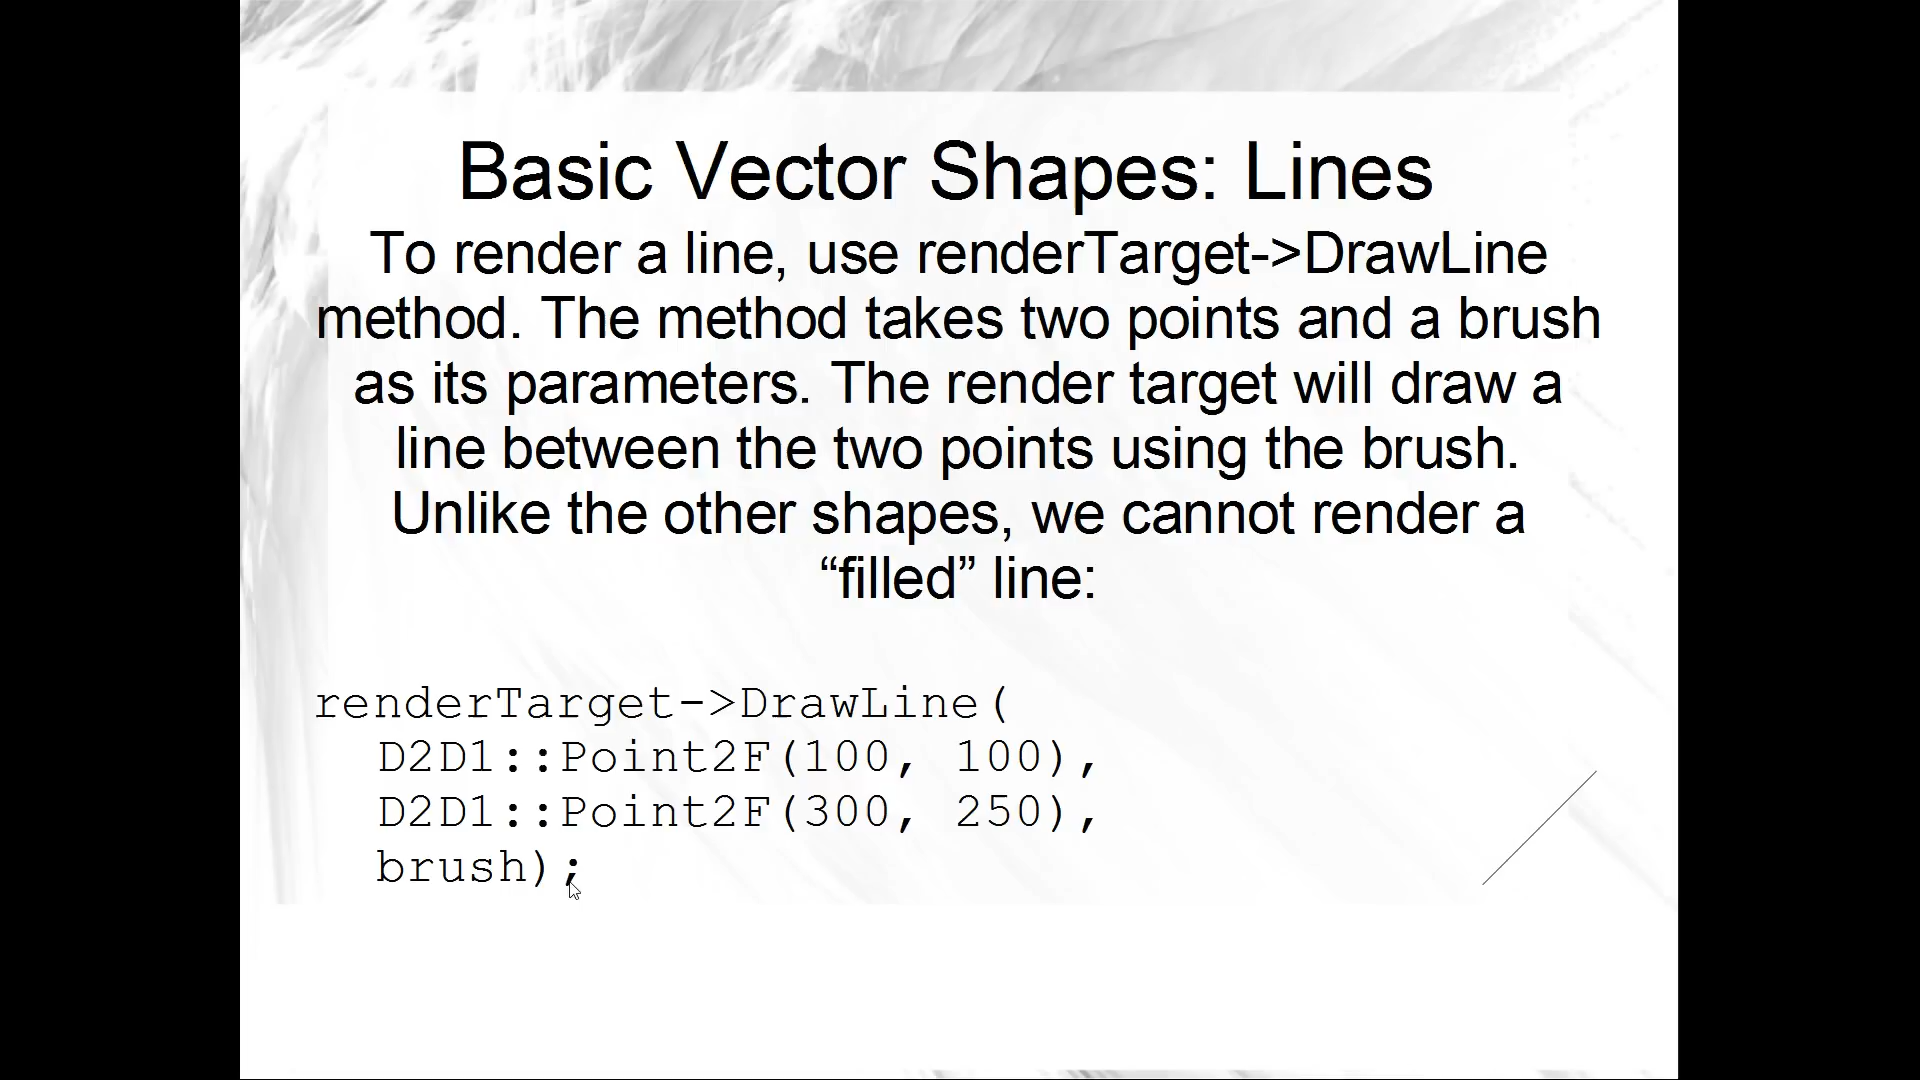 Basic Vector Shapes: Lines
To render a line, use renderTarget->DrawLine
method. The method takes two points and a brush
as its parameters. The render target will draw a
line between the two points using the brush.
Unlike the other shapes, we cannot render a
“filled” line:
renderTarget->DrawLine(
  D2D1::Point2F(100, 100),
  D2D1::Point2F(300, 250),
  brush);